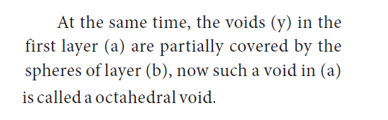 At the same time, the voids (y) in the
first layer (a) are partially covered by the
spheres of layer (b), now such a void in (a)
is called a octahedral void.